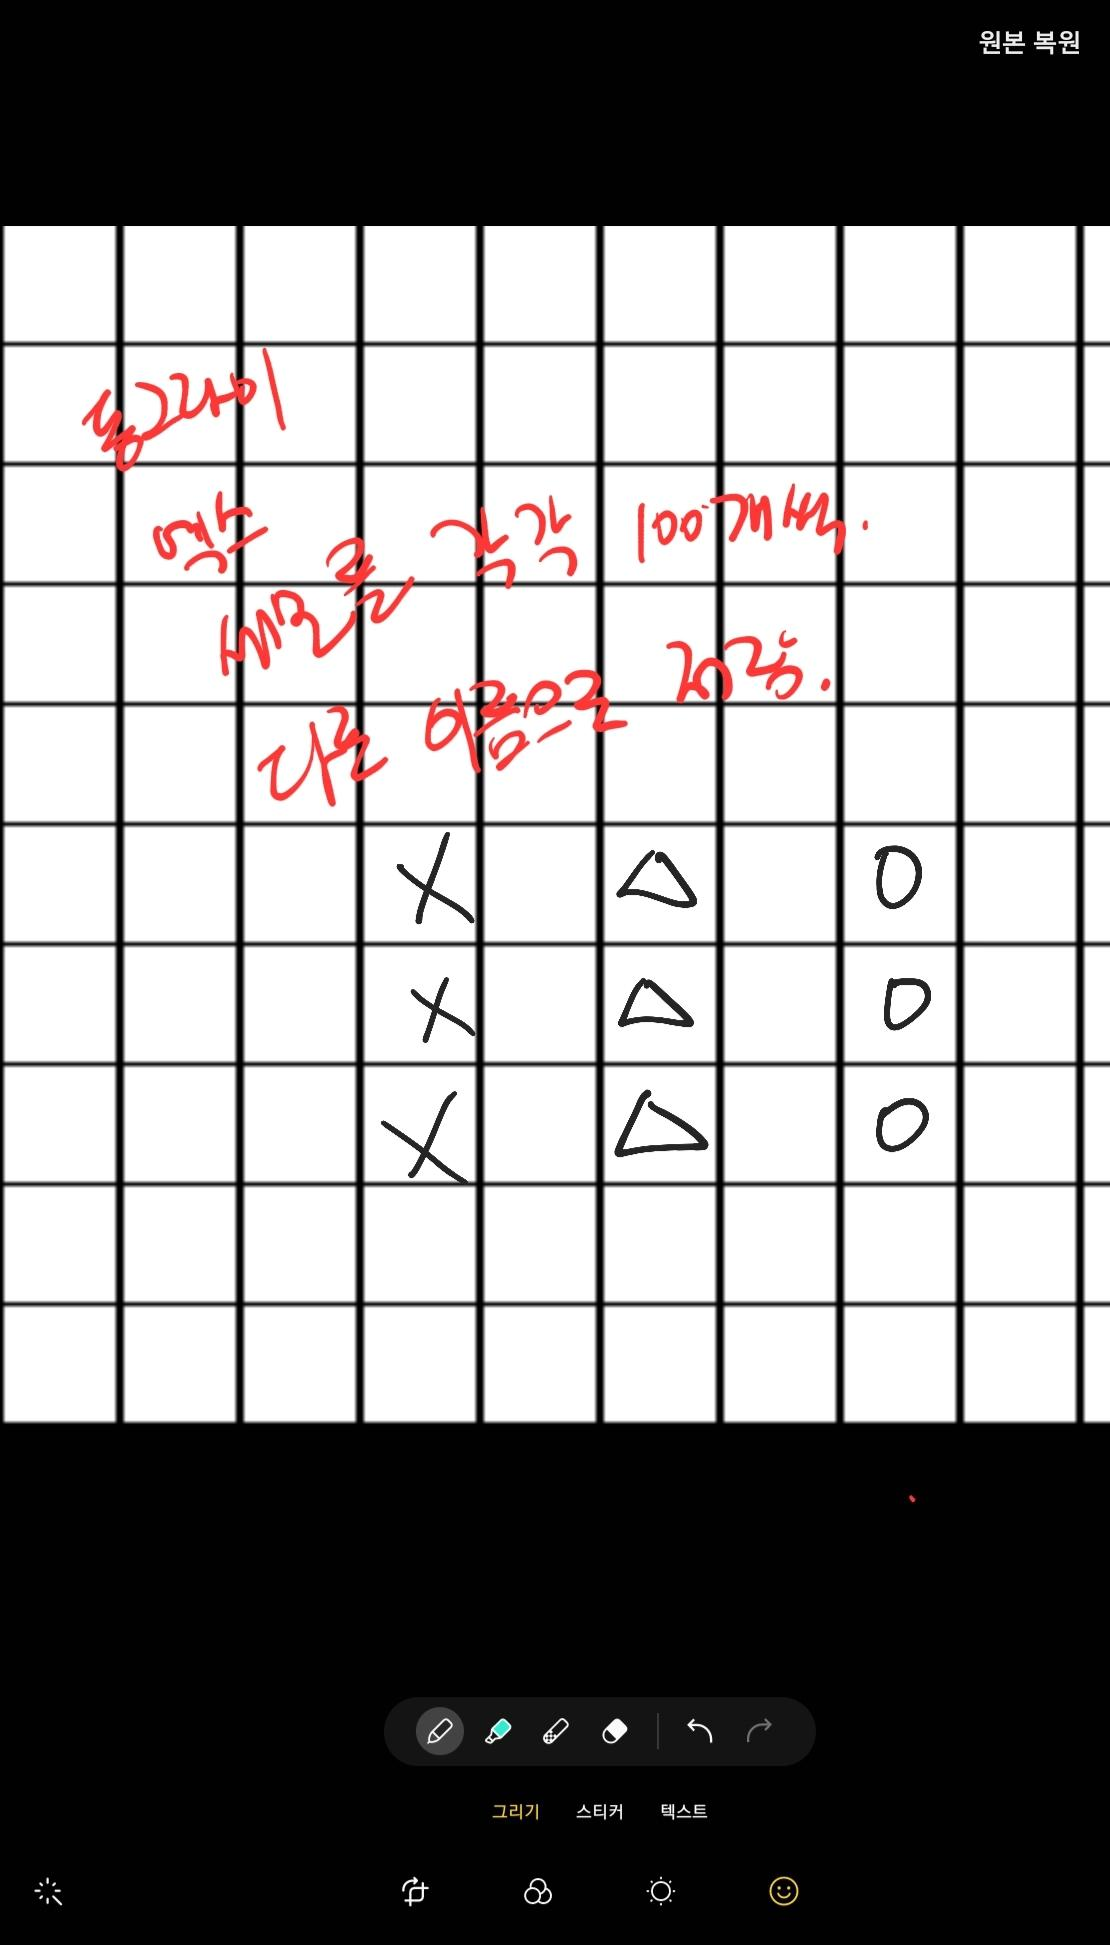 원본 복원
동그라미
엑스
세모를 각각 100개씩.
다른 이름으로 저장.
X △ O
X △ O
X △ O
그리기 스티커 텍스트